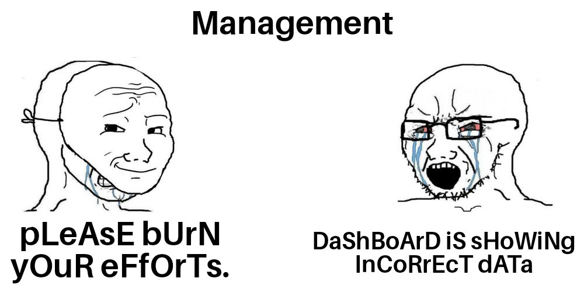 Management
pLeAsE bUrN
yOuR eFfOrTs.
DaShBoArD iS sHoWiNg
InCoRrEcT dATa